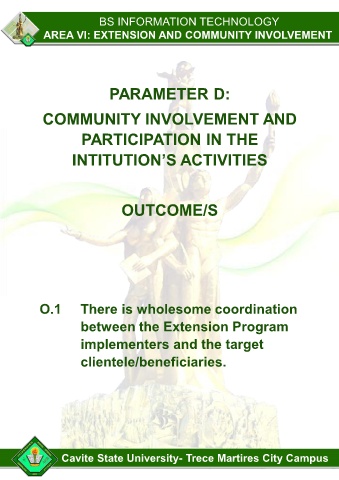 BS INFORMATION TECHNOLOGY
AREA VI: EXTENSION AND COMMUNITY INVOLVEMENT
PARAMETER D:
COMMUNITY INVOLVEMENT AND
PARTICIPATION IN THE
INTITUTION'S ACTIVITIES
OUTCOME/S
O.1 There is wholesome coordination
between the Extension Program
implementers and the target
clientele/beneficiaries.
Cavite State University- Trece Martires City Campus